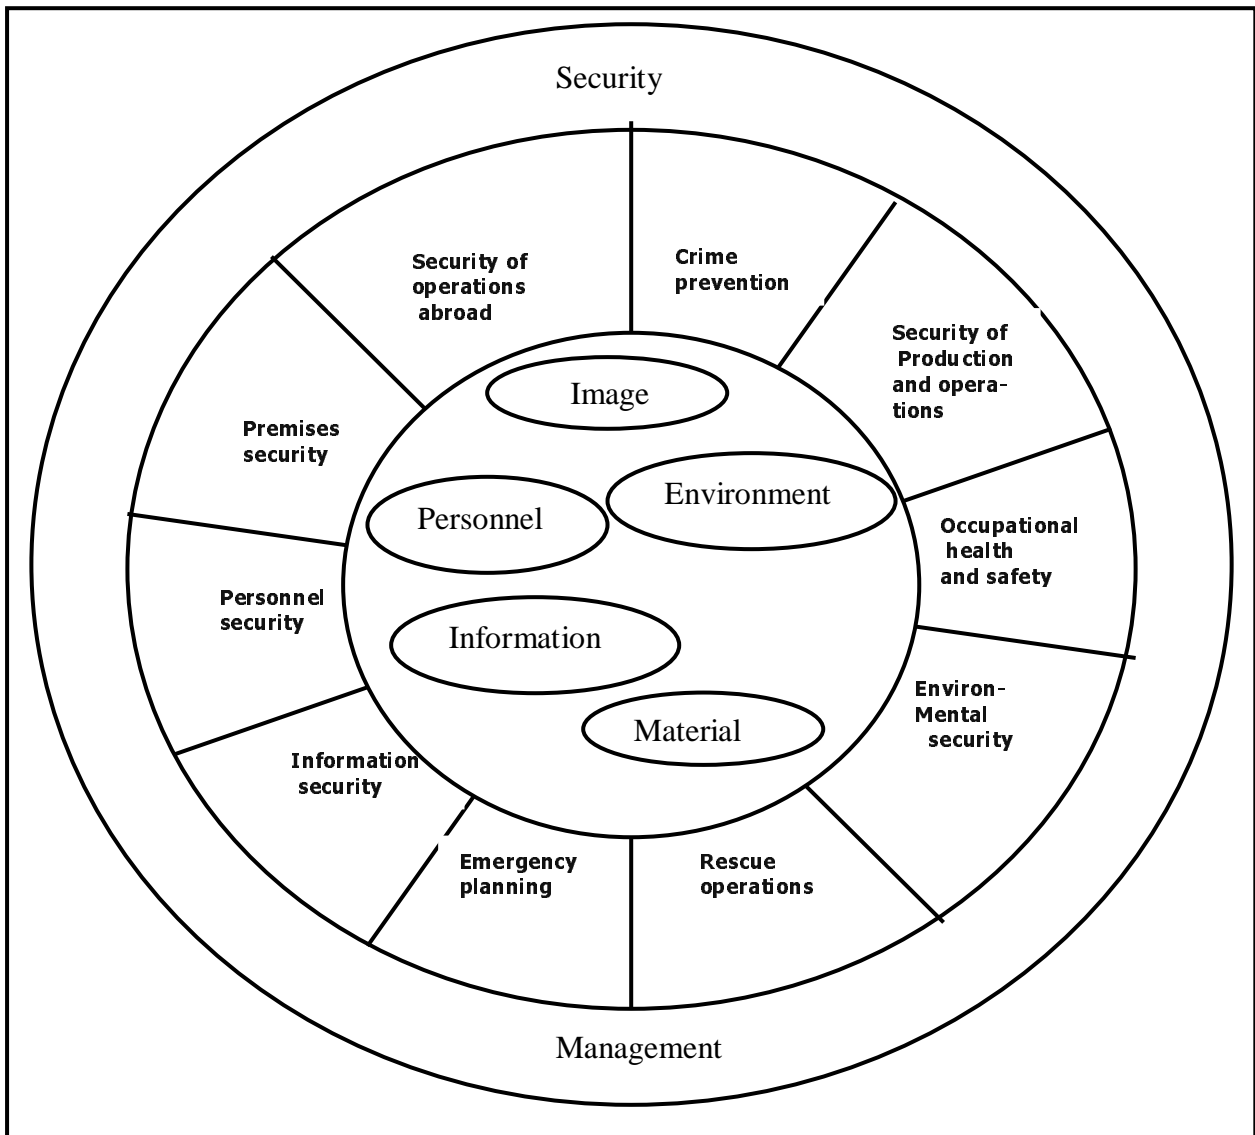 Security
Crime
prevention
Security of
Production
and opera-
tions
Occupational
health
and safety
Environ-
Mental
security
Rescue
operations
Emergency
planning
Information
security
Personnel
security
Premises
security
Security of
operations
abroad
Image
Environment
Personnel
Information
Material
Management